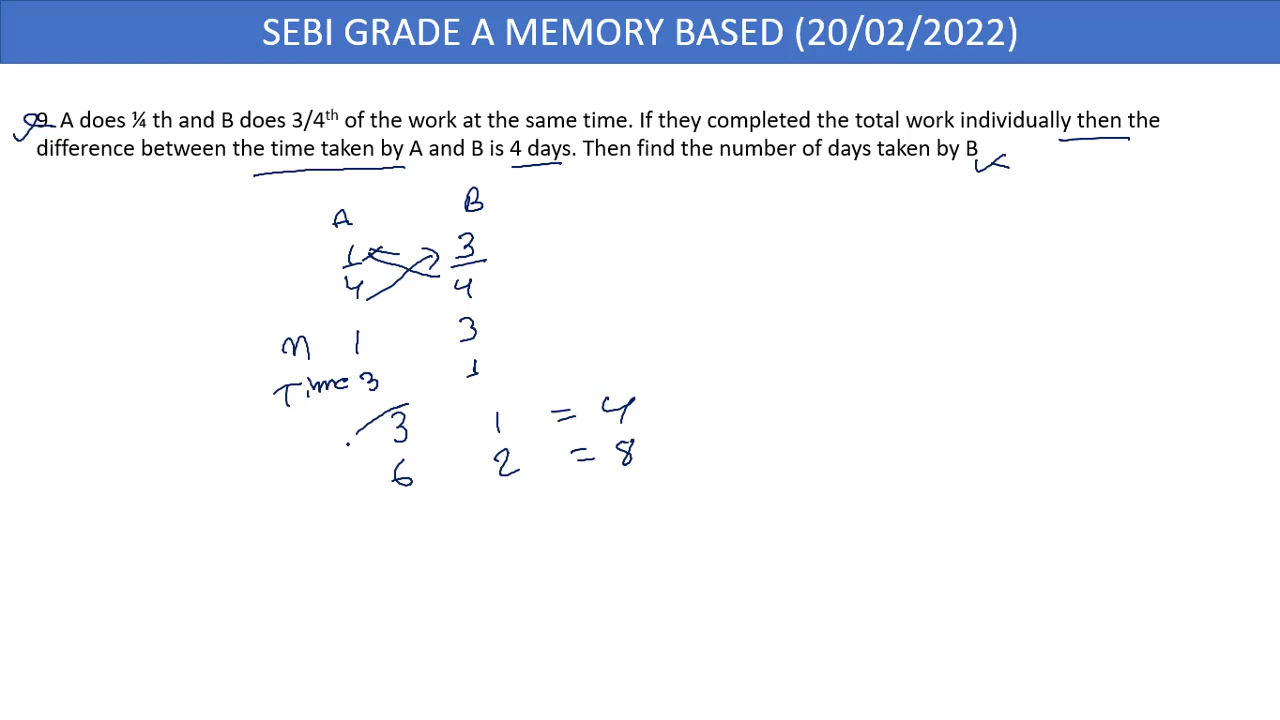 SEBI GRADE A MEMORY BASED (20/02/2022)
9. A does ¼ th and B does 3/4th of the work at the same time. If they completed the total work individually then the
difference between the time taken by A and B is 4 days. Then find the number of days taken by B
A B
1/4 3/4
M 1 3
Time 3 1
3 1 = 4
6 2 = 8